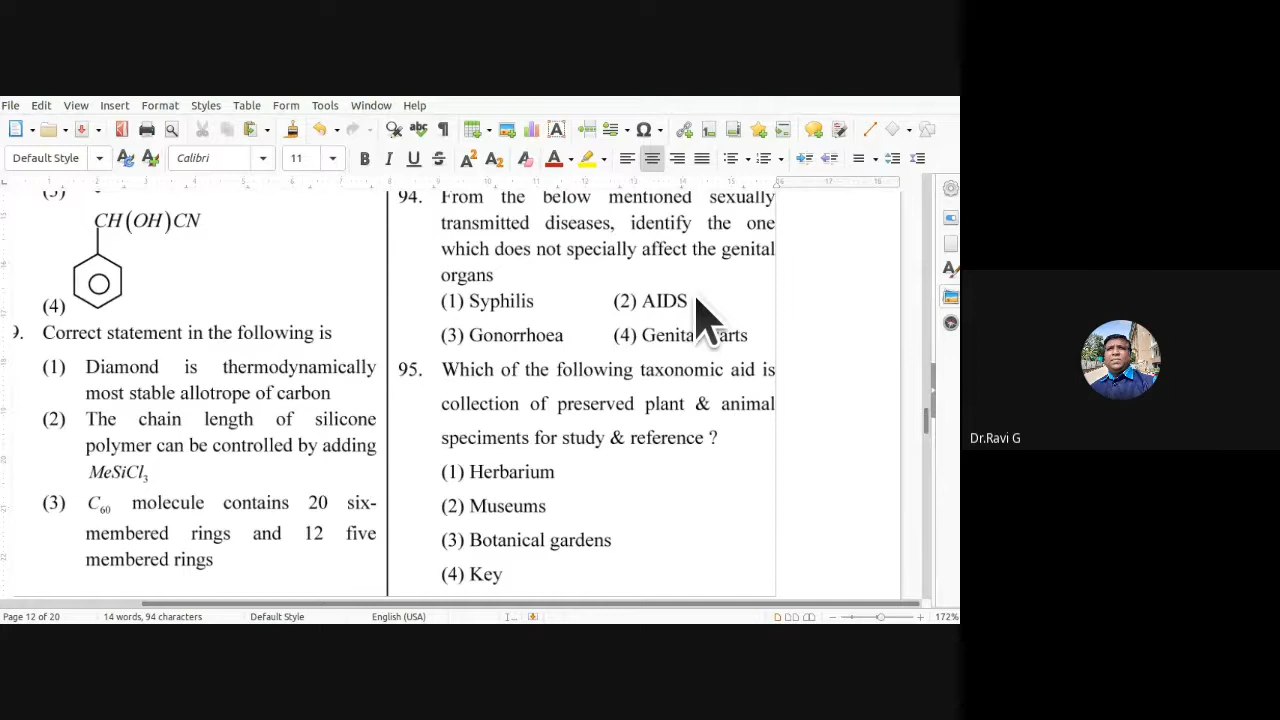 File Edit View Insert Format Styles Table Form Tools Window Help
Default Style Calibri 11
CH(OH)CN
(4)
9. Correct statement in the following is
(1) Diamond is thermodynamically
most stable allotrope of carbon
(2) The chain length of silicone
polymer can be controlled by adding
MeSiCl3
(3) C60 molecule contains 20 six-
membered rings and 12 five
membered rings
94. From the below mentioned sexually
transmitted diseases, identify the one
which does not specially affect the genital
organs
(1) Syphilis (2) AIDS
(3) Gonorrhoea (4)
95. Which of the following taxonomic aid is
collection of preserved plant & animal
speciments for study & reference ?
(1) Herbarium
(2) Museums
(3) Botanical gardens
(4) Key
Dr.Ravi G
Page 12 of 20 14 words, 94 characters Default Style English (USA) 172%